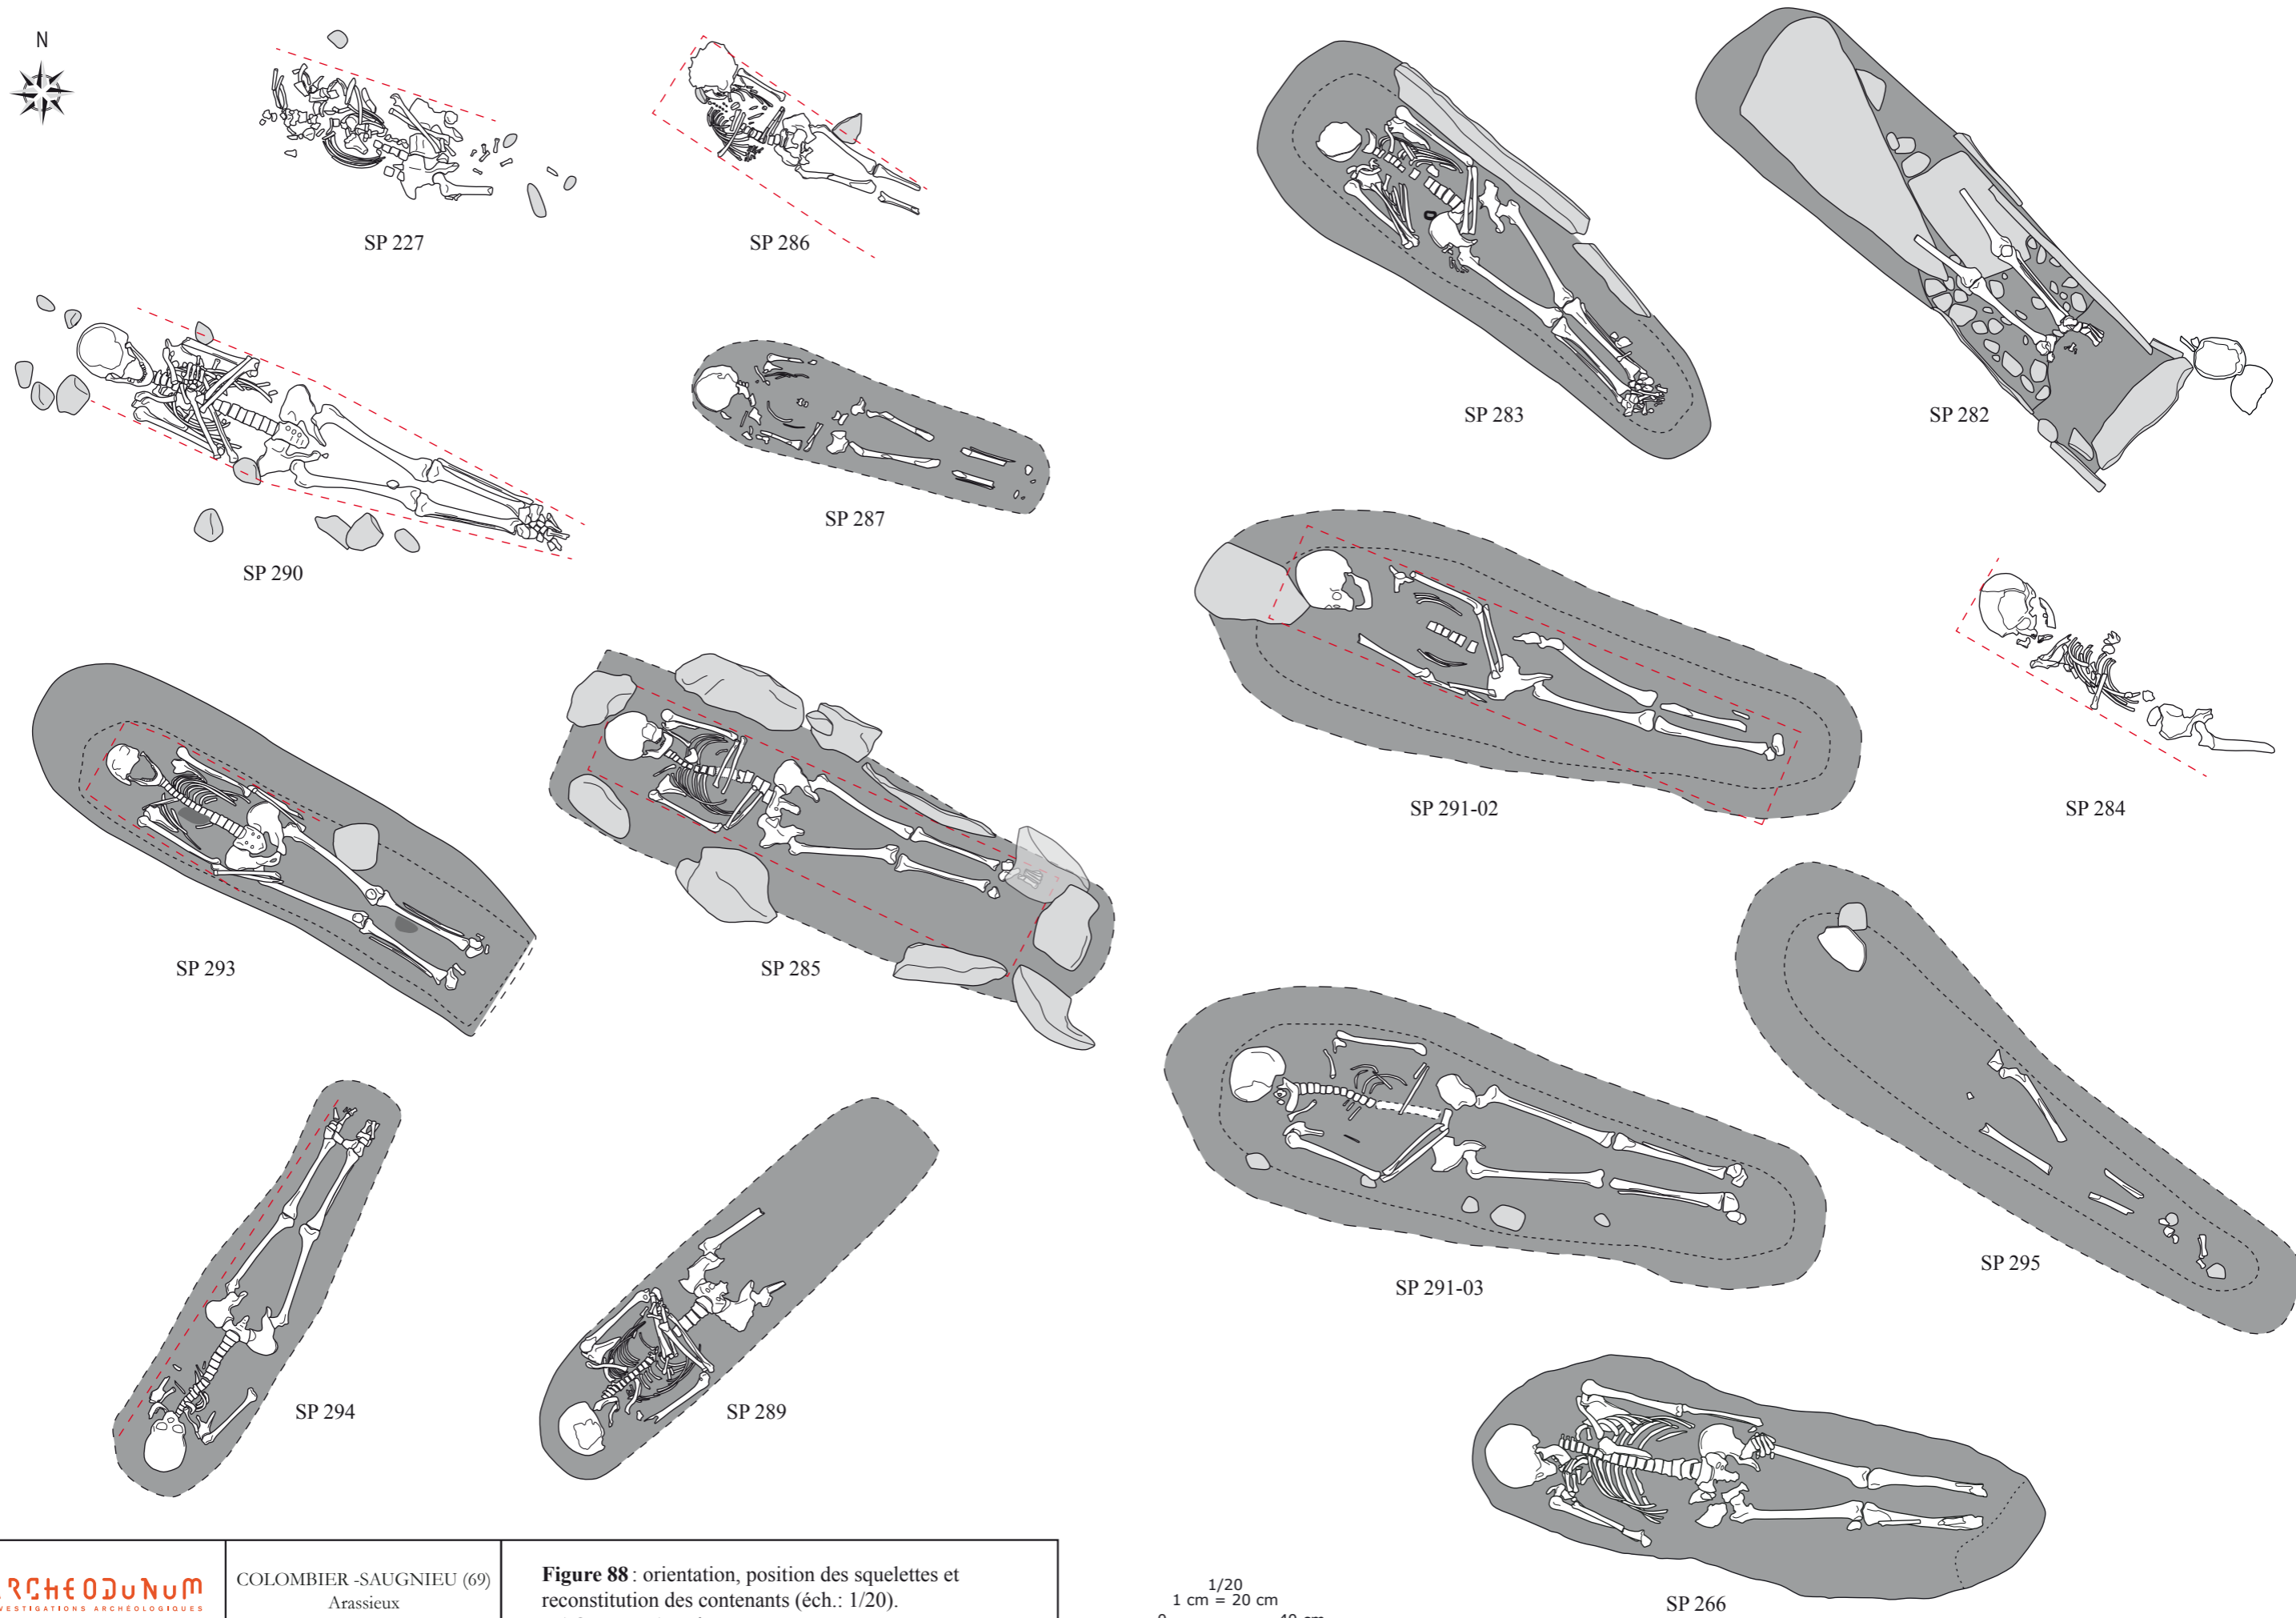 N
SP 227
SP 286
SP 283
SP 282
SP 290
SP 287
SP 291-02
SP 284
SP 293
SP 285
SP 291-03
SP 295
SP 294
SP 289
SP 266
COLOMBIER -SAUGNIEU (69)
Arassieux
Figure 88 : orientation, position des squelettes et
reconstitution des contenants (éch.: 1/20).
1/20
1 cm = 20 cm